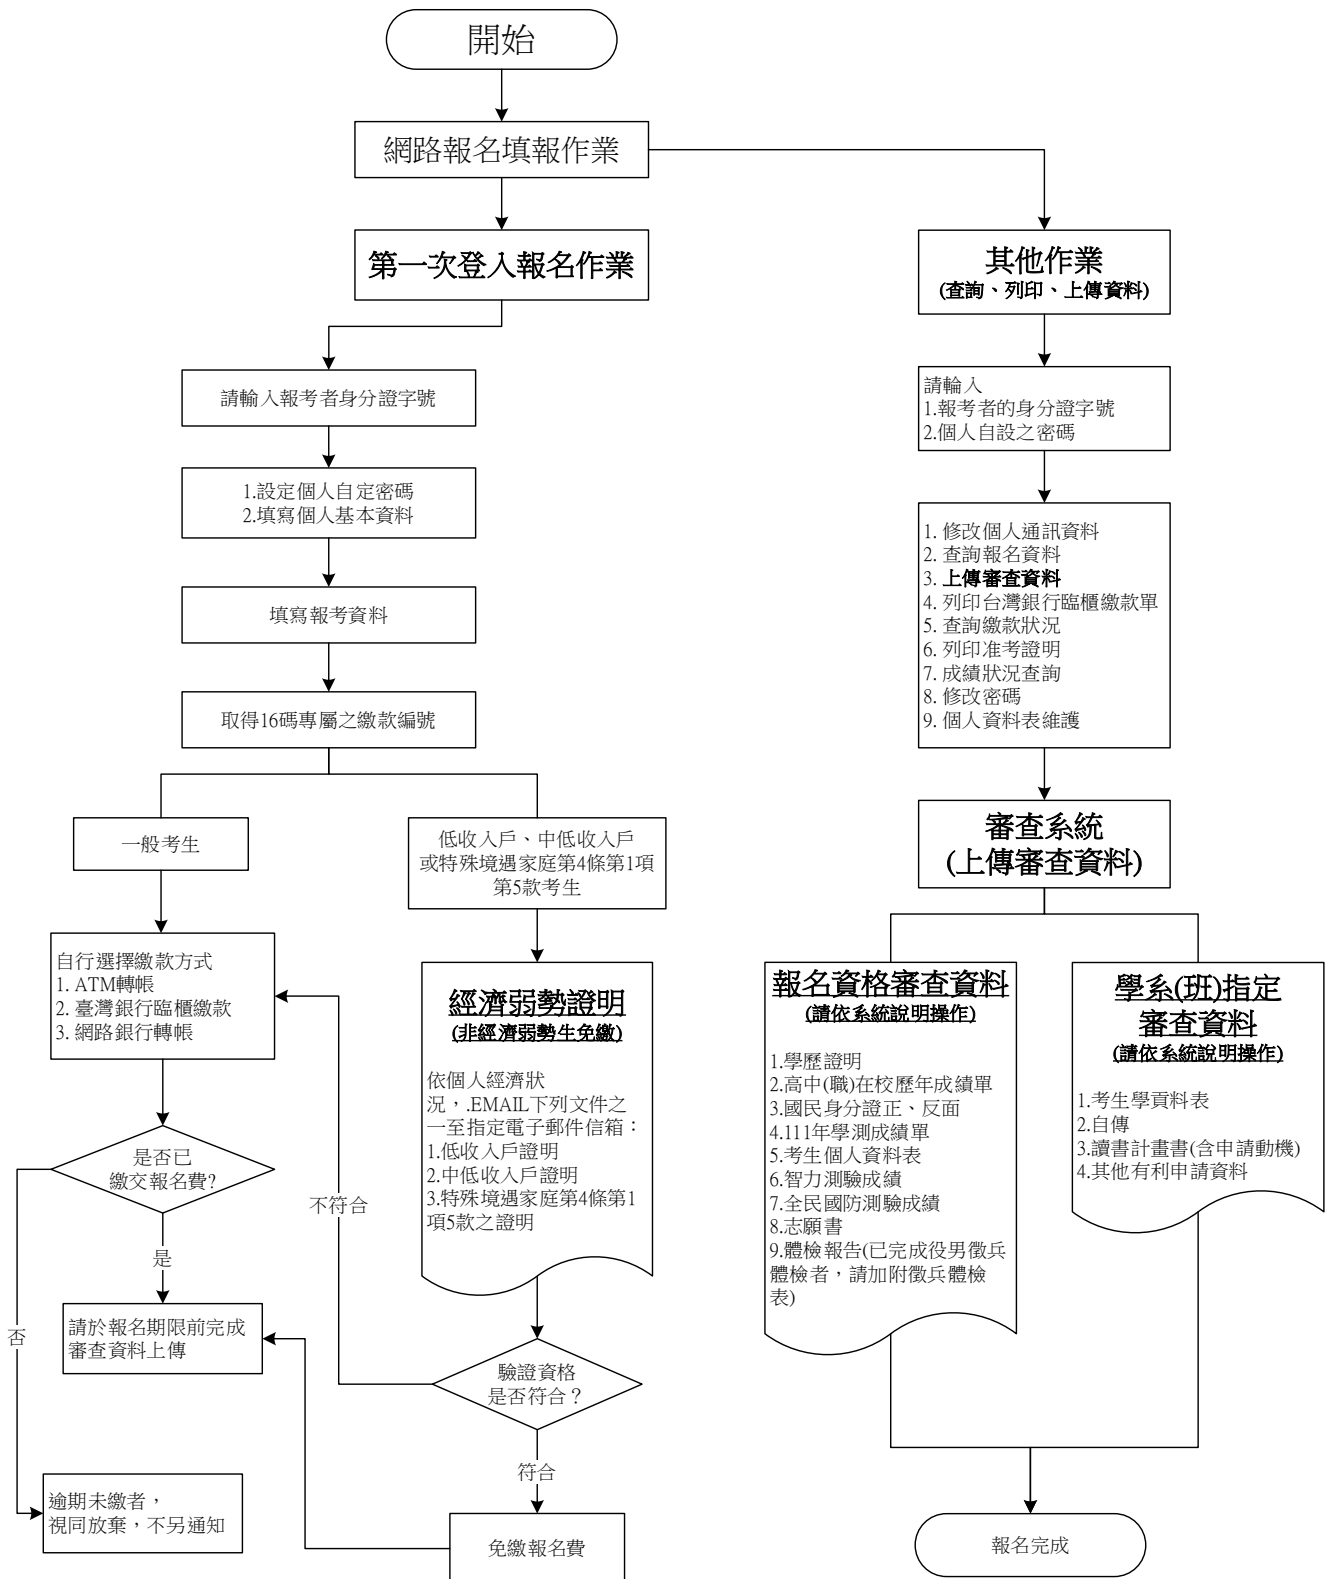 開始
網路報名填報作業
第一次登入報名作業
請輸入報考者身分證字號
1.設定個人自定密碼
2.填寫個人基本資料
填寫報考資料
取得16碼專屬之繳款編號
一般考生
低收入戶、中低收入戶
或特殊境遇家庭第4條第1項
第5款考生
自行選擇繳款方式
1. ATM轉帳
2. 臺灣銀行臨櫃繳款
3. 網路銀行轉帳
經濟弱勢證明
(非經濟弱勢生免繳)
依個人經濟狀
況，.EMAIL下列文件之
一至指定電子郵件信箱：
1.低收入戶證明
2.中低收入戶證明
3.特殊境遇家庭第4條第1
項5款之證明
是否已
繳交報名費?
不符合
是
否
請於報名期限前完成
審查資料上傳
驗證資格
是否符合？
符合
逾期未繳者，
視同放棄，不另通知
免繳報名費
其他作業
(查詢、列印、上傳資料)
請輸入
1.報考者的身分證字號
2.個人自設之密碼
1. 修改個人通訊資料
2. 查詢報名資料
3. 上傳審查資料
4. 列印台灣銀行臨櫃繳款單
5. 查詢繳款狀況
6. 列印准考證明
7. 成績狀況查詢
8. 修改密碼
9. 個人資料表維護
審查系統
(上傳審查資料)
報名資格審查資料
(請依系統說明操作)
1.學歷證明
2.高中(職)在校歷年成績單
3.國民身分證正、反面
4.111年學測成績單
5.考生個人資料表
6.智力測驗成績
7.全民國防測驗成績
8.志願書
9.體檢報告(已完成役男徵兵
體檢者，請加附徵兵體檢
表)
學系(班)指定
審查資料
(請依系統說明操作)
1.考生學頁料表
2.自傳
3.讀書計畫書(含申請動機)
4.其他有利申請資料
報名完成